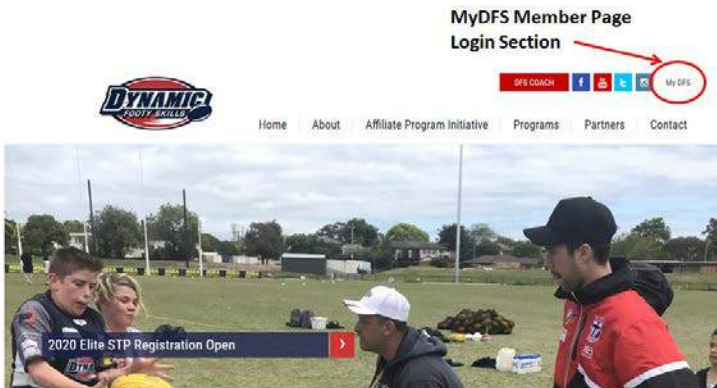 MyDFS Member Page
Login Section
DFS COACH
My DFS
DYNAMIC
FOOTY SKILLS
Home
About
Affiliate Program Initiative
Programs
Partners
Contact
2020 Elite STP Registration Open